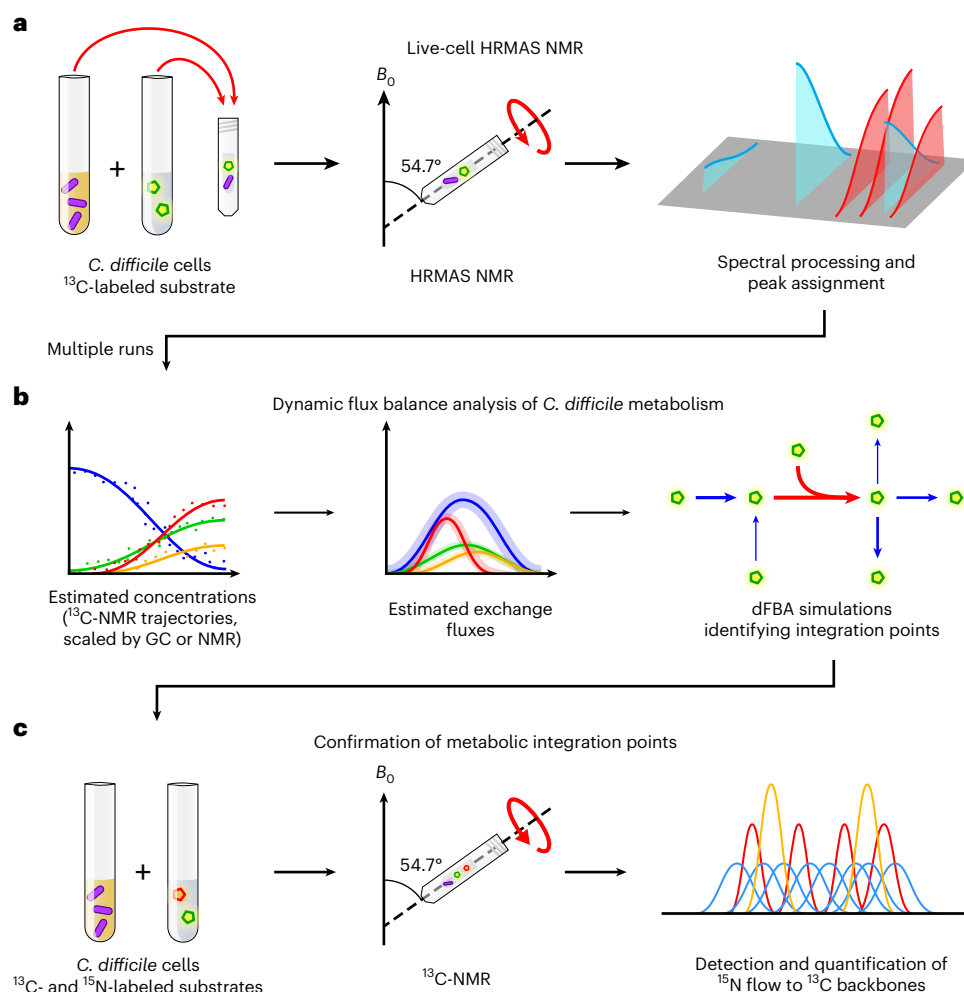 a
Live-cell HRMAS NMR
B0
54.7°
+
C. difficile cells
13C-labeled substrate
HRMAS NMR
Spectral processing and
peak assignment
Multiple runs
b
Dynamic flux balance analysis of C. difficile metabolism
Estimated concentrations
(13C-NMR trajectories,
scaled by GC or NMR)
Estimated exchange
fluxes
dFBA simulations
identifying integration points
c
Confirmation of metabolic integration points
B0
54.7°
+
C. difficile cells
13C- and 15N-labeled substrates
13C-NMR
Detection and quantification of
15N flow to 13C backbones